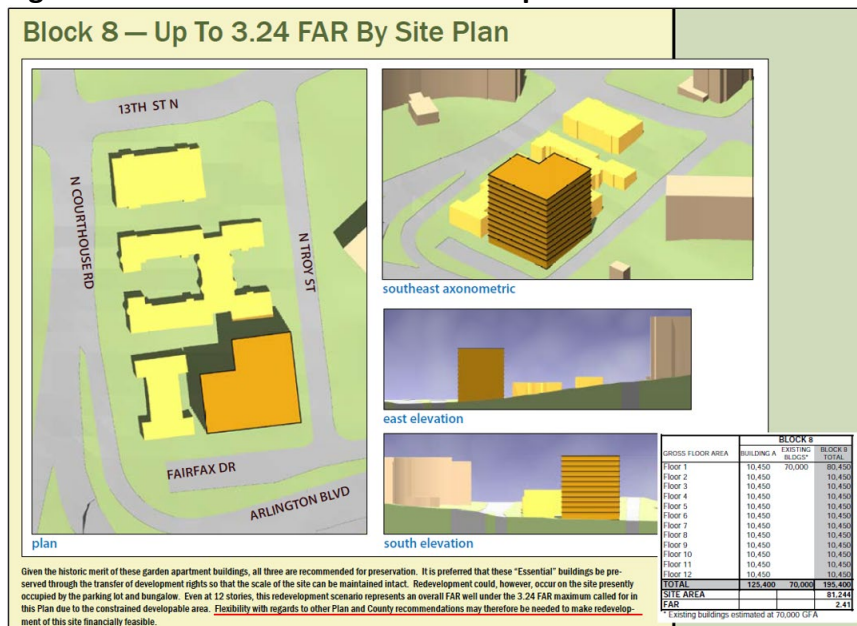 Block 8 — Up To 3.24 FAR By Site Plan
13TH ST N
N COURTHOUSE RD
N TROY ST
FAIRFAX DR
ARLINGTON BLVD
plan
southeast axonometric
east elevation
south elevation
BLOCK 8
GROSS FLOOR AREA BUILDING A EXISTING BLDGS* BLOCK 8 TOTAL
Floor 1 10,450 70,000 80,450
Floor 2 10,450 10,450
Floor 3 10,450 10,450
Floor 4 10,450 10,450
Floor 5 10,450 10,450
Floor 6 10,450 10,450
Floor 7 10,450 10,450
Floor 8 10,450 10,450
Floor 9 10,450 10,450
Floor 10 10,450 10,450
Floor 11 10,450 10,450
Floor 12 10,450 10,450
TOTAL 125,400 70,000 195,400
SITE AREA 81,244
FAR 2.41
* Existing buildings estimated at 70,000 GFA
Given the historic merit of these garden apartment buildings, all three are recommended for preservation. It is preferred that these “Essential” buildings be pre-
served through the transfer of development rights so that the scale of the site can be maintained intact. Redevelopment could, however, occur on the site presently
occupied by the parking lot and bungalow. Even at 12 stories, this redevelopment scenario represents an overall FAR well under the 3.24 FAR maximum called for in
this Plan due to the constrained developable area. Flexibility with regards to other Plan and County recommendations may therefore be needed to make redevelop-
ment of this site financially feasible.